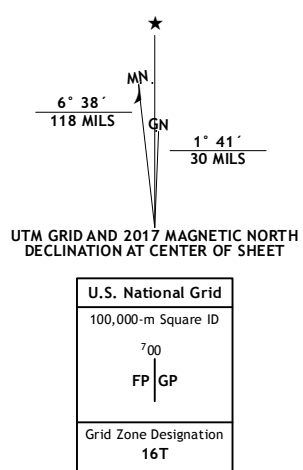 ★
MN
6° 38´
118 MILS
GN
1° 41´
30 MILS
UTM GRID AND 2017 MAGNETIC NORTH
DECLINATION AT CENTER OF SHEET
U.S. National Grid
100,000-m Square ID
⁷00
FP GP
Grid Zone Designation
16T